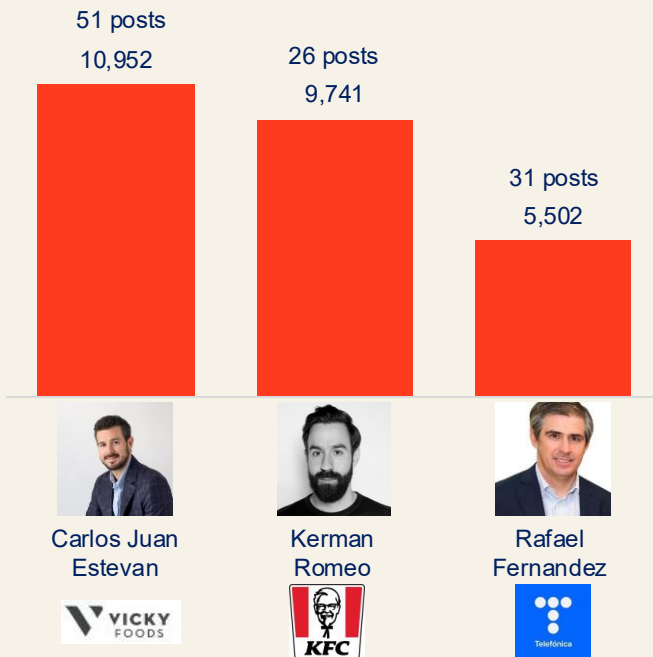 51 posts
10,952
26 posts
9,741
31 posts
5,502
Carlos Juan
Estevan
Kerman
Romeo
Rafael
Fernandez
VICKY
FOODS
KFC
Telefónica